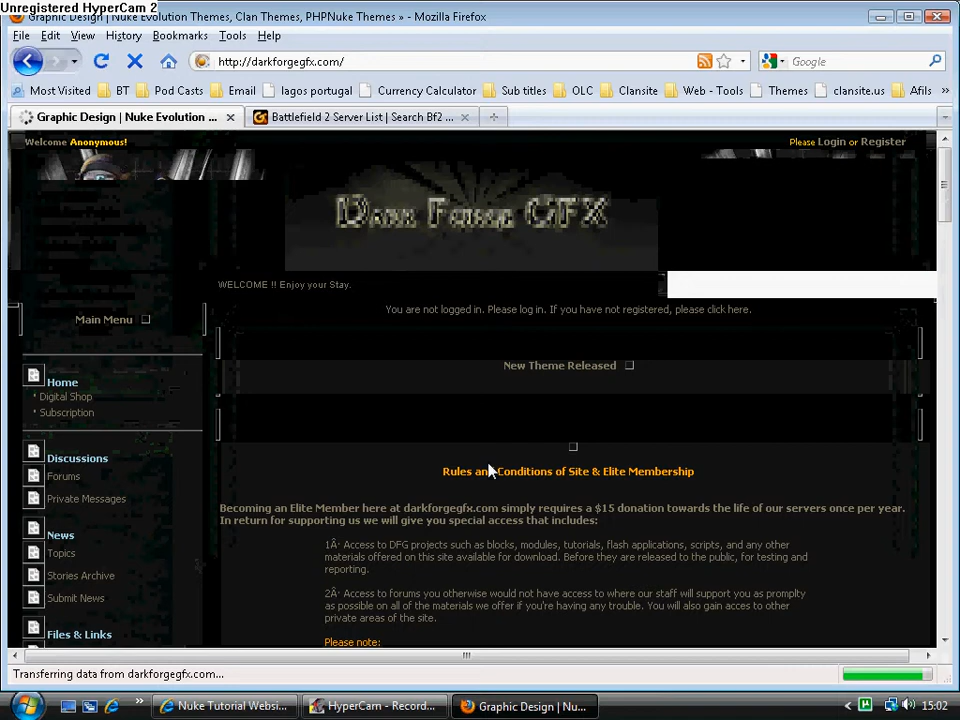 Unregistered HyperCam 2
Graphic Design | Nuke Evolution Themes, Clan Themes, PHPNuke Themes » - Mozilla Firefox
File Edit View History Bookmarks Tools Help
http://darkforgegfx.com/
Google
Most Visited BT Pod Casts Email lagos portugal Currency Calculator Sub titles OLC Clansite Web - Tools Themes clansite.us Afils »
Graphic Design | Nuke Evolution ... Battlefield 2 Server List | Search Bf2 ...
Welcome Anonymous! Please Login or Register
Dark Forge GFX
WELCOME !! Enjoy your Stay.
You are not logged in. Please log in. If you have not registered, please click here.
Main Menu
New Theme Released
Home
Digital Shop
Subscription
Rules and Conditions of Site & Elite Membership
Discussions
Forums
Private Messages
Becoming an Elite Member here at darkforgegfx.com simply requires a $15 donation towards the life of our servers once per year.
In return for supporting us we will give you special access that includes:
News
Topics
Stories Archive
Submit News
1Â· Access to DFG projects such as blocks, modules, tutorials, flash applications, scripts, and any other
materials offered on this site available for download. Before they are released to the public, for testing and
reporting.
2Â· Access to forums you otherwise would not have access to where our staff will support you as promplty
as possible on all of the materials we offer if you're having any trouble. You will also gain acces to other
private areas of the site.
Files & Links
Please note:
Transferring data from darkforgegfx.com...
Nuke Tutorial Websi... HyperCam - Record... Graphic Design | Nu... 15:02